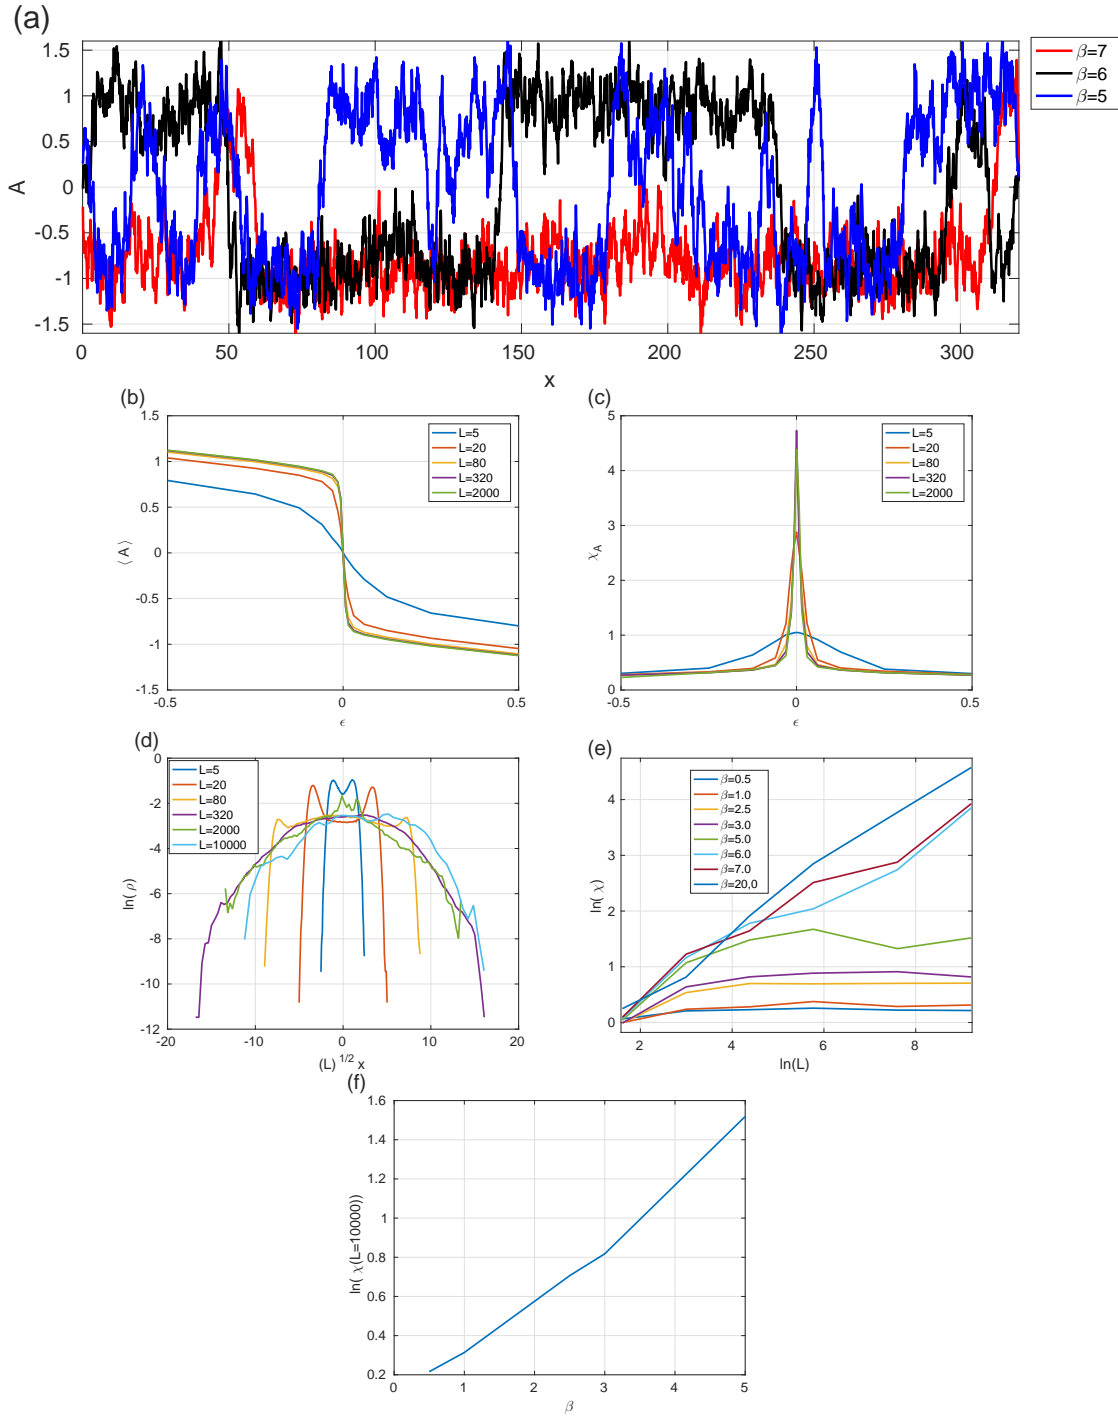 (a)
1.5
1
0.5
0
-0.5
-1
-1.5
A
0
50
100
150
200
250
300
x
β=7
β=6
β=5
(b)
1.5
1
0.5
0
-0.5
-1
-1.5
⟨ A ⟩
-0.5
0
0.5
ϵ
L=5
L=20
L=80
L=320
L=2000
(c)
5
4
3
2
1
0
χA
-0.5
0
0.5
ϵ
L=5
L=20
L=80
L=320
L=2000
(d)
0
-2
-4
-6
-8
-10
-12
ln( ρ)
-20
-10
0
10
20
(L) 1/2 x
L=5
L=20
L=80
L=320
L=2000
L=10000
(e)
4
3
2
1
0
ln( χ)
2
4
6
8
ln(L)
β=0.5
β=1.0
β=2.5
β=3.0
β=5.0
β=6.0
β=7.0
β=20,0
(f)
1.6
1.4
1.2
1
0.8
0.6
0.4
0.2
ln( χ(L=10000))
0
1
2
3
4
5
β